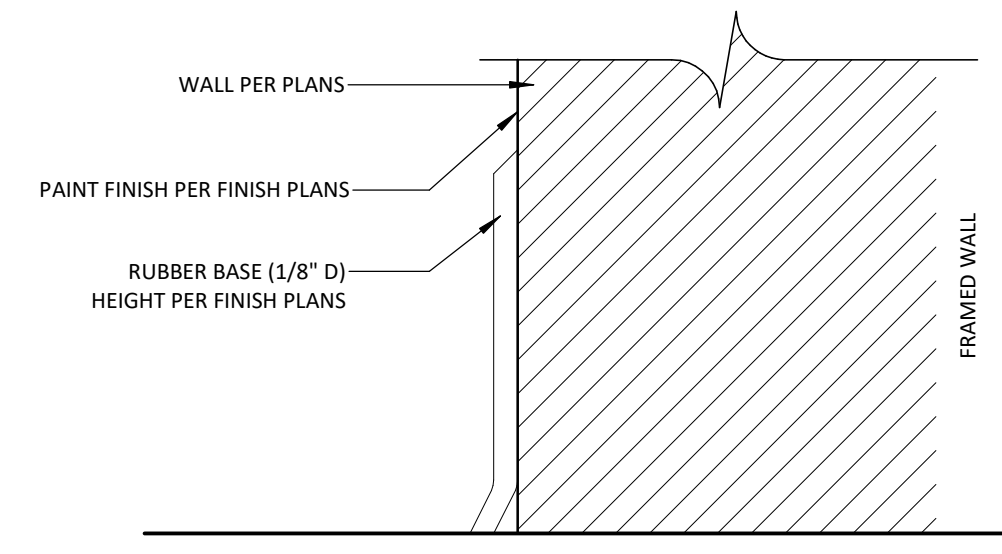 WALL PER PLANS
PAINT FINISH PER FINISH PLANS
RUBBER BASE (1/8" D)
HEIGHT PER FINISH PLANS
FRAMED WALL